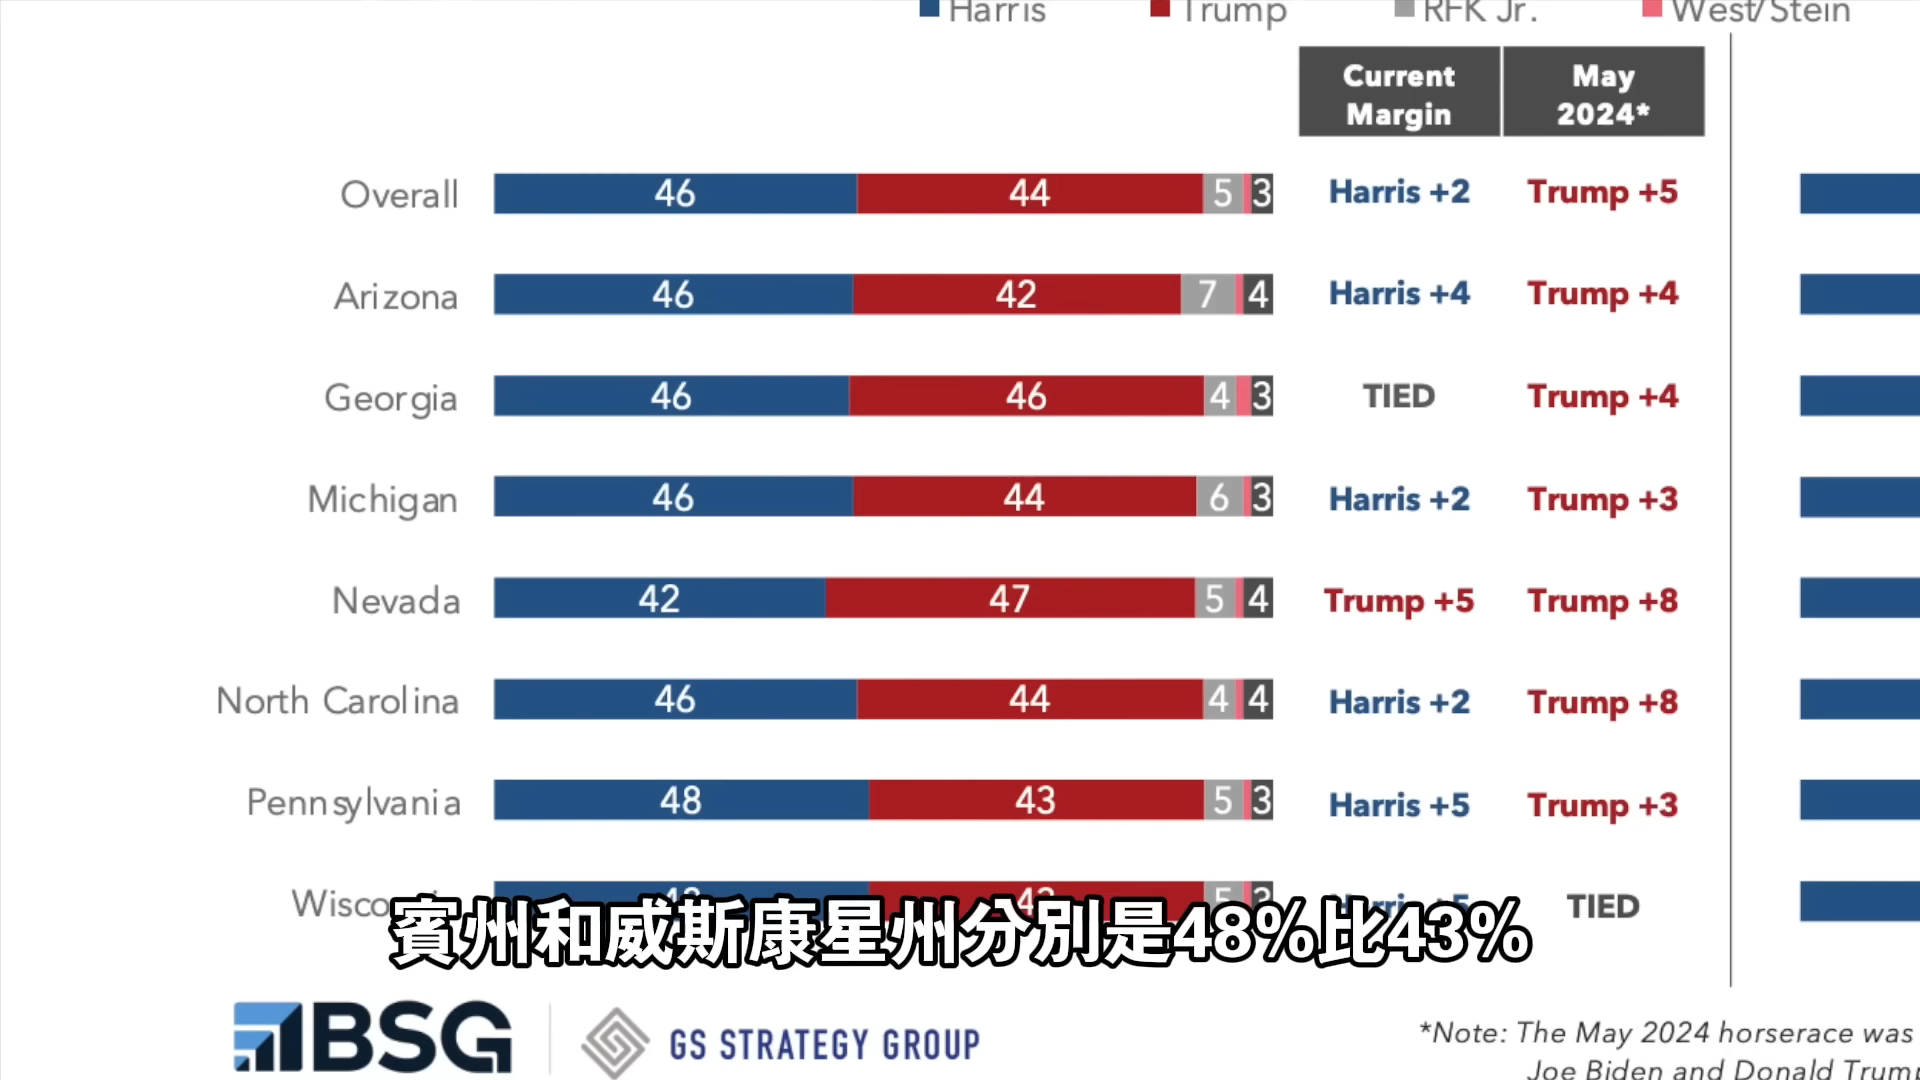 Harris Trump RFK Jr. West/Stein
Current Margin
May 2024*
Overall 46 44 5 3 Harris +2 Trump +5
Arizona 46 42 7 4 Harris +4 Trump +4
Georgia 46 46 4 3 TIED Trump +4
Michigan 46 44 6 3 Harris +2 Trump +3
Nevada 42 47 5 4 Trump +5 Trump +8
North Carolina 46 44 4 4 Harris +2 Trump +8
Pennsylvania 48 43 5 3 Harris +5 Trump +3
TIED
賓州和威斯康星州分別是48%比43%
BSG GS STRATEGY GROUP
*Note: The May 2024 horserace was
Joe Biden and Donald Trump